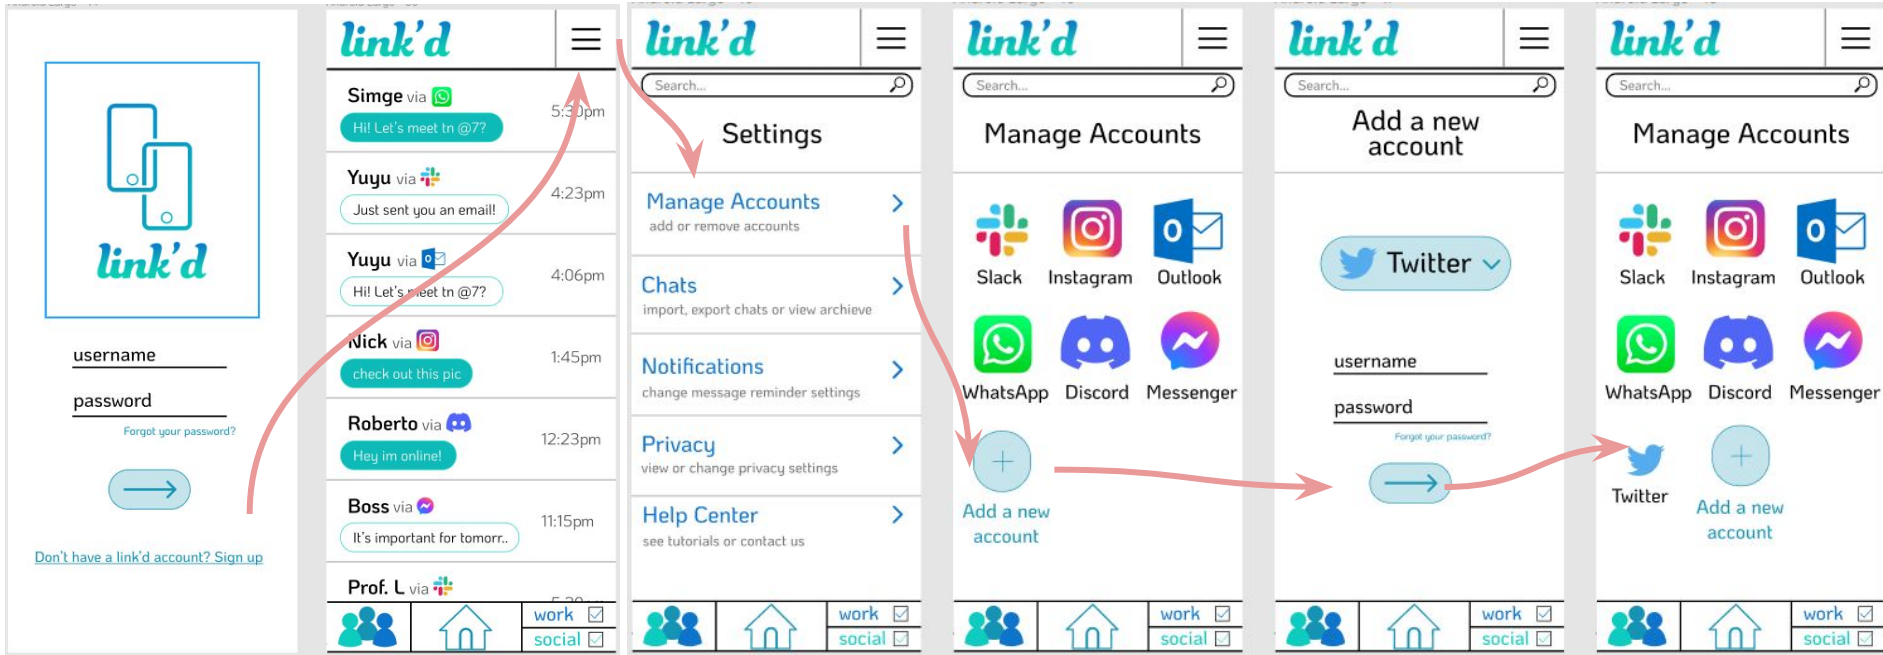 link'd
username
password
Forgot your password?
Don't have a link'd account? Sign up
link'd
Simge via
Hi! Let's meet tn @7?
5:30pm
Yuyu via
Just sent you an email!
4:23pm
Yuyu via
Hi! Let's meet tn @7?
4:06pm
Nick via
check out this pic
1:45pm
Roberto via
Hey im online!
12:23pm
Boss via
It's important for tomorr..
11:15pm
Prof. L via
work
social
link'd
Search...
Settings
Manage Accounts
add or remove accounts
Chats
import, export chats or view archieve
Notifications
change message reminder settings
Privacy
view or change privacy settings
Help Center
see tutorials or contact us
work
social
link'd
Search...
Manage Accounts
Slack Instagram Outlook
WhatsApp Discord Messenger
Add a new
account
work
social
link'd
Search...
Add a new
account
Twitter
username
password
Forgot your password?
work
social
link'd
Search...
Manage Accounts
Slack Instagram Outlook
WhatsApp Discord Messenger
Twitter
Add a new
account
work
social